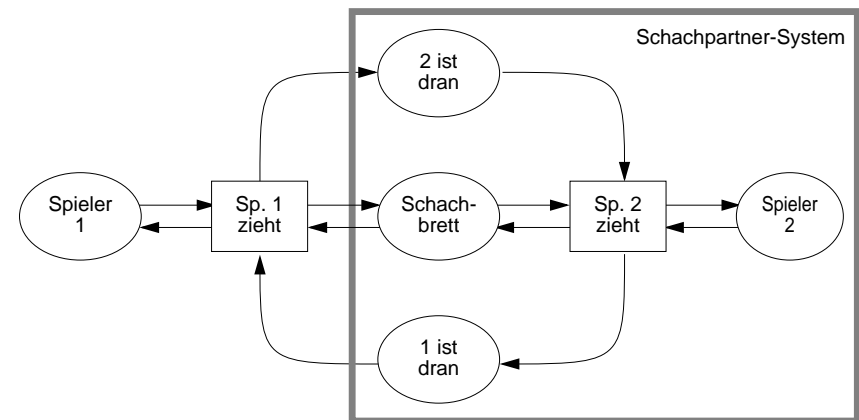 Schachpartner-System
2 ist
dran
Spieler
1
Sp. 1
zieht
Schach-
brett
Sp. 2
zieht
Spieler
2
1 ist
dran